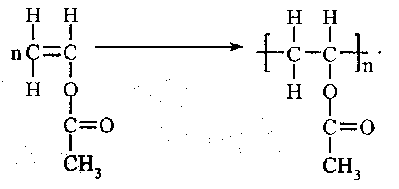 H H H H
n C=C → [ C–C ]n
H O H O
C=O C=O
CH₃ CH₃